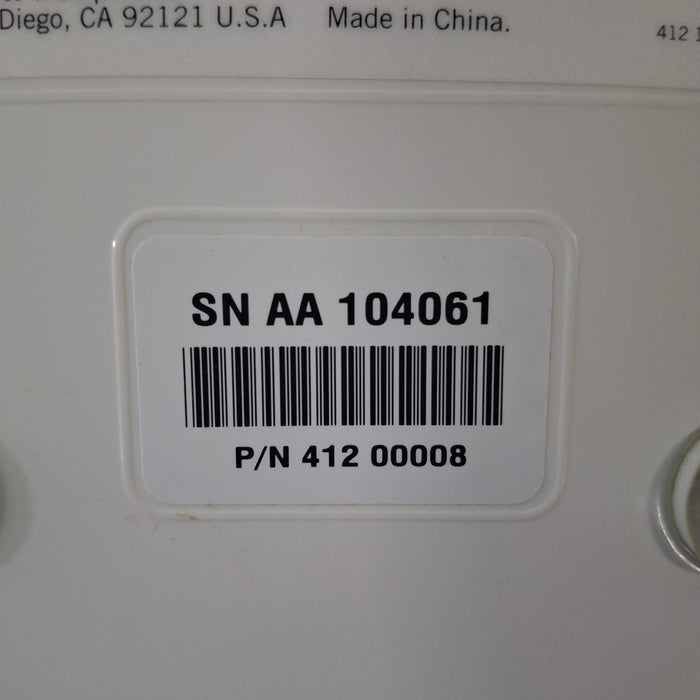 Diego, CA 92121 U.S.A Made in China.
412
SN AA 104061
P/N 412 00008